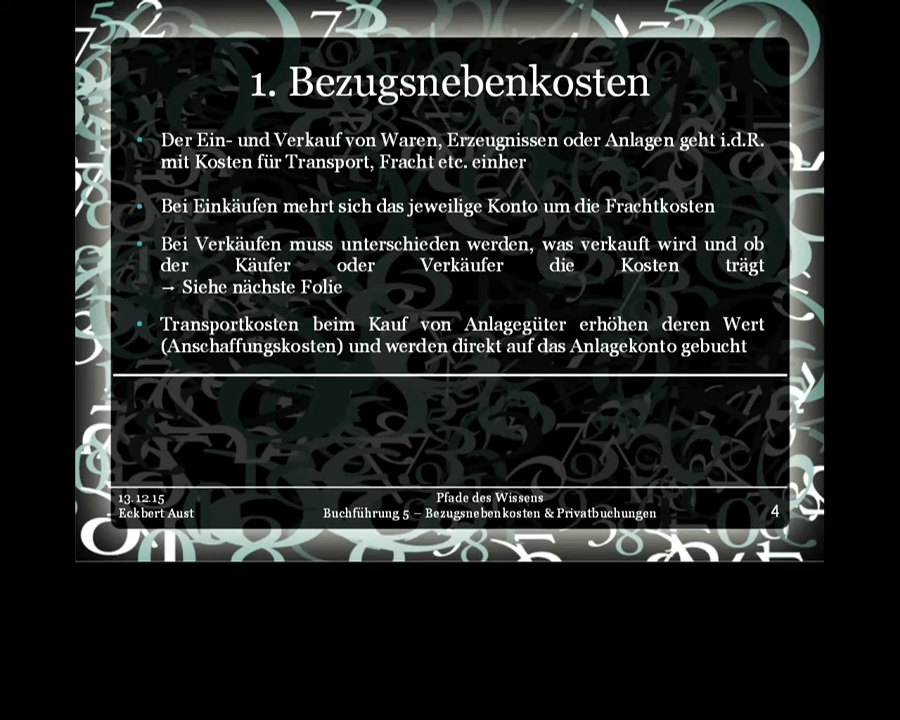 1. Bezugsnebenkosten
• Der Ein- und Verkauf von Waren, Erzeugnissen oder Anlagen geht i.d.R.
mit Kosten für Transport, Fracht etc. einher
• Bei Einkäufen mehrt sich das jeweilige Konto um die Frachtkosten
• Bei Verkäufen muss unterschieden werden, was verkauft wird und ob
der Käufer oder Verkäufer die Kosten trägt
→ Siehe nächste Folie
• Transportkosten beim Kauf von Anlagegüter erhöhen deren Wert
(Anschaffungskosten) und werden direkt auf das Anlagekonto gebucht
13.12.15
Eckbert Aust
Pfade des Wissens
Buchführung 5 – Bezugsnebenkosten & Privatbuchungen
4